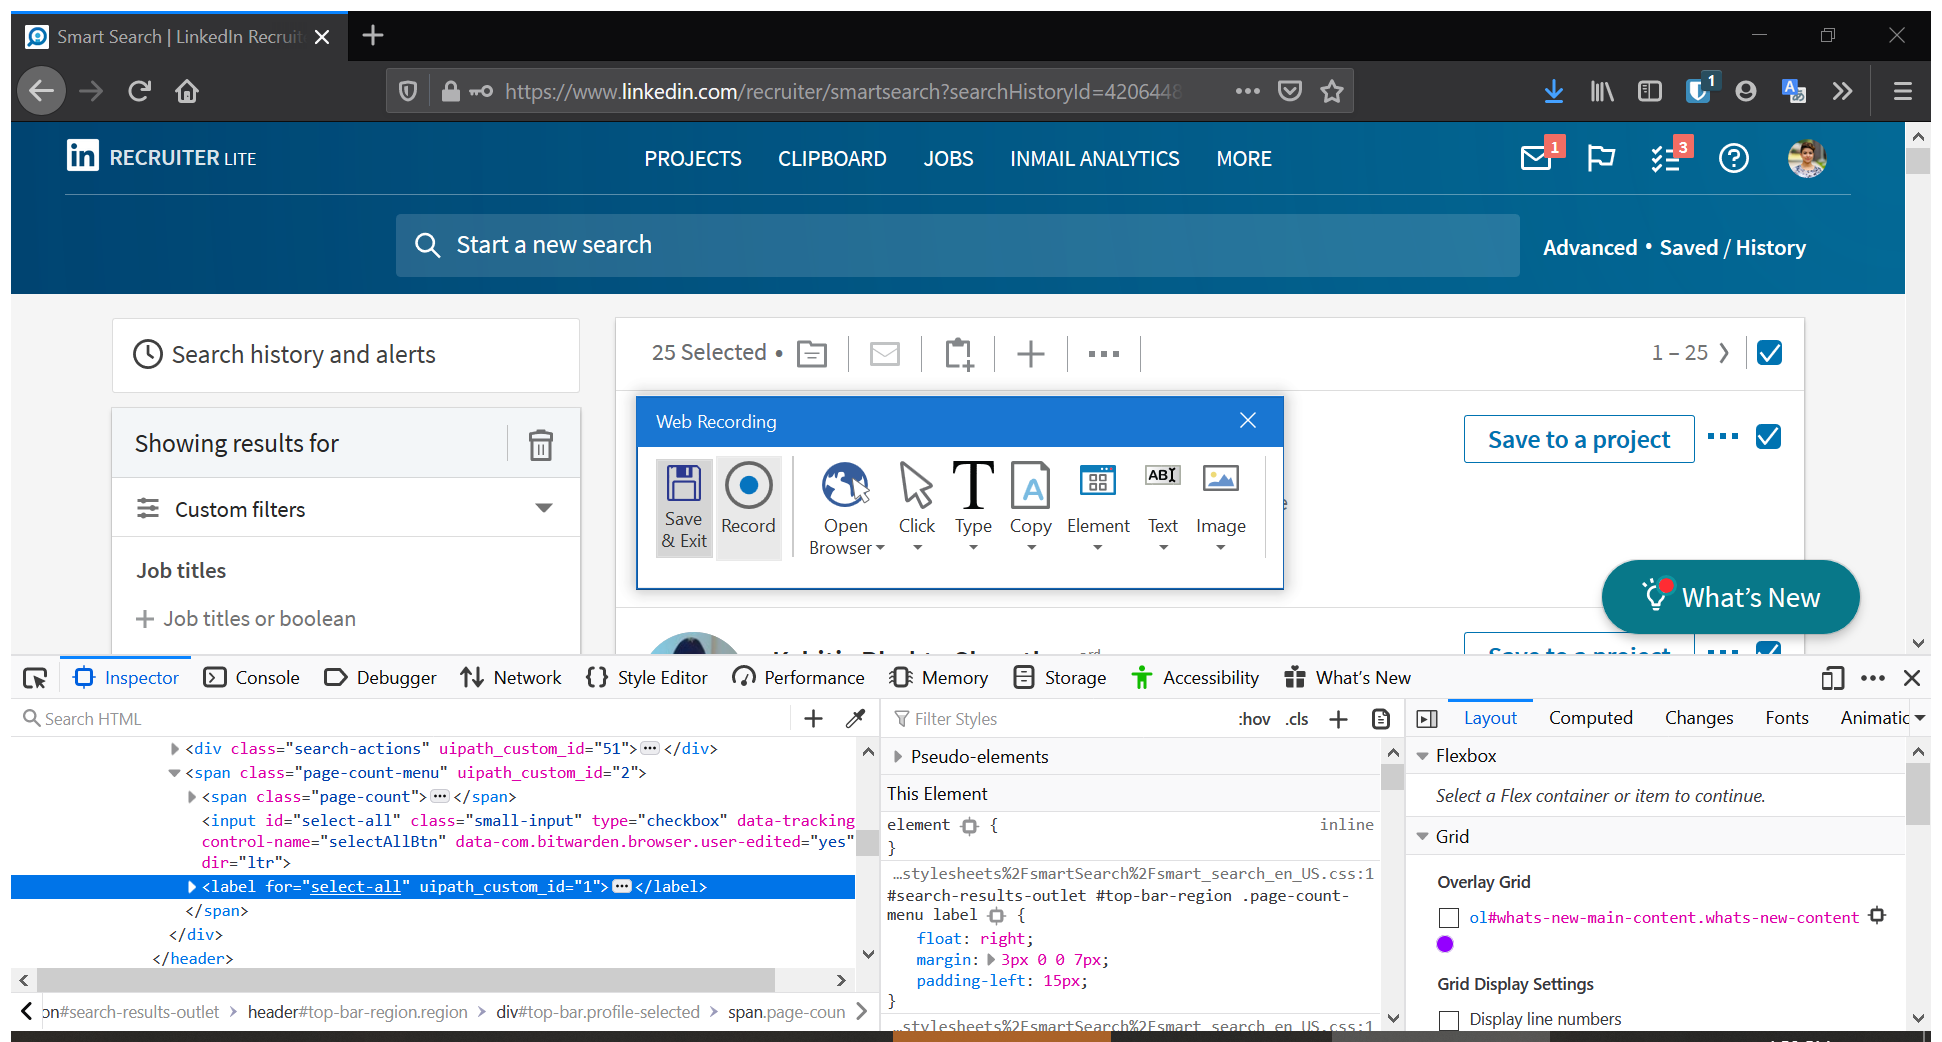 Smart Search | LinkedIn Recruit
https://www.linkedin.com/recruiter/smartsearch?searchHistoryId=4206448
1
in RECRUITER LITE
PROJECTS CLIPBOARD JOBS INMAIL ANALYTICS MORE
1 3
Start a new search
Advanced • Saved / History
Search history and alerts
25 Selected •
1 – 25
Showing results for
Custom filters
Job titles
+ Job titles or boolean
Web Recording
Save & Exit
Record
Open Browser
Click
Type
Copy
Element
Text
Image
Save to a project
What's New
Save to a project
Inspector Console Debugger Network Style Editor Performance Memory Storage Accessibility What's New
Search HTML
<div class="search-actions" uipath_custom_id="51"></div>
<span class="page-count-menu" uipath_custom_id="2">
<span class="page-count"></span>
<input id="select-all" class="small-input" type="checkbox" data-tracking
control-name="selectAllBtn" data-com.bitwarden.browser.user-edited="yes"
dir="ltr">
<label for="select-all" uipath_custom_id="1"></label>
</span>
</div>
</header>
on#search-results-outlet > header#top-bar-region.region > div#top-bar.profile-selected > span.page-coun
Filter Styles
:hov .cls +
Pseudo-elements
This Element
element {
inline
}
…stylesheets%2FsmartSearch%2Fsmart_search_en_US.css:1
#search-results-outlet #top-bar-region .page-count-
menu label {
float: right;
margin: 3px 0 0 7px;
padding-left: 15px;
}
…stylesheets%2FsmartSearch%2Fsmart_search_en_US.css:1
Layout Computed Changes Fonts Animatic
Flexbox
Select a Flex container or item to continue.
Grid
Overlay Grid
ol#whats-new-main-content.whats-new-content
Grid Display Settings
Display line numbers